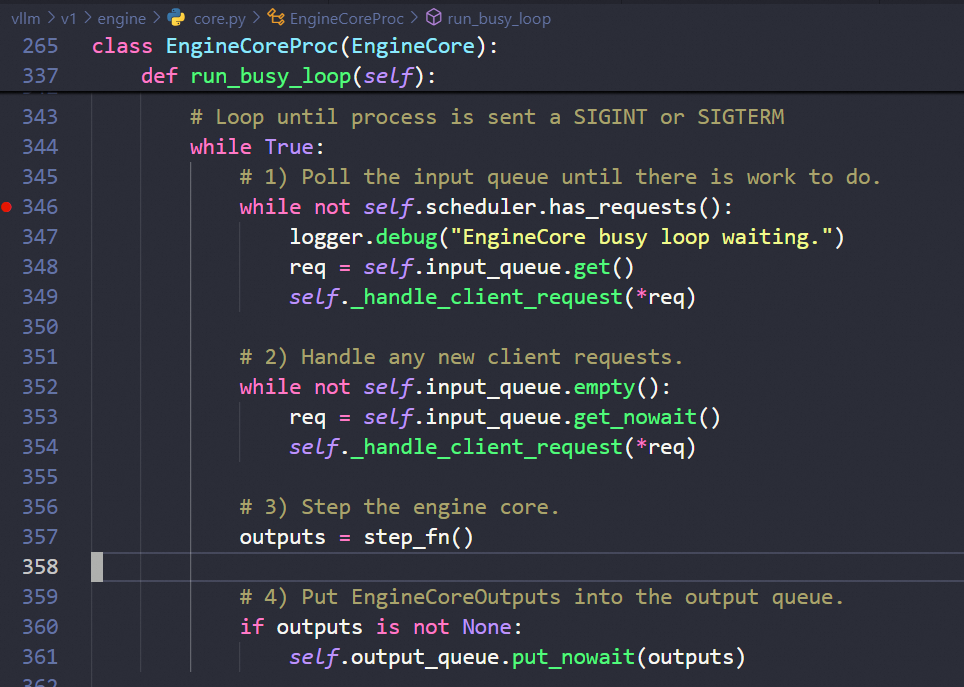 vllm > v1 > engine > core.py > EngineCoreProc > run_busy_loop
265 class EngineCoreProc(EngineCore):
337 def run_busy_loop(self):
343 # Loop until process is sent a SIGINT or SIGTERM
344 while True:
345 # 1) Poll the input queue until there is work to do.
346 while not self.scheduler.has_requests():
347 logger.debug("EngineCore busy loop waiting.")
348 req = self.input_queue.get()
349 self._handle_client_request(*req)
350
351 # 2) Handle any new client requests.
352 while not self.input_queue.empty():
353 req = self.input_queue.get_nowait()
354 self._handle_client_request(*req)
355
356 # 3) Step the engine core.
357 outputs = step_fn()
358
359 # 4) Put EngineCoreOutputs into the output queue.
360 if outputs is not None:
361 self.output_queue.put_nowait(outputs)
362